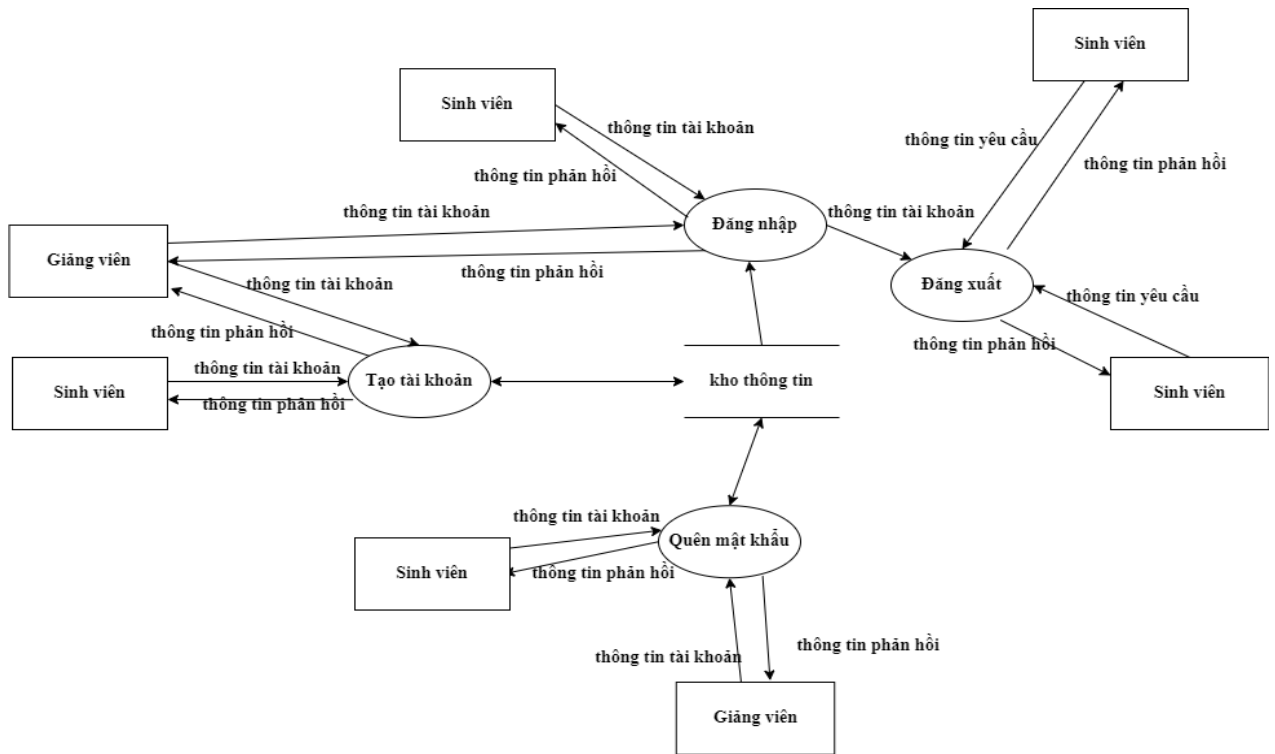 Sinh viên
Sinh viên
thông tin tài khoản
thông tin yêu cầu
thông tin phản hồi
thông tin phản hồi
thông tin tài khoản
thông tin tài khoản
Đăng nhập
Giảng viên
thông tin phản hồi
thông tin tài khoản
Đăng xuất
thông tin yêu cầu
thông tin phản hồi
thông tin phản hồi
thông tin tài khoản
Tạo tài khoản
kho thông tin
Sinh viên
thông tin phản hồi
Sinh viên
thông tin tài khoản
Quên mật khẩu
Sinh viên
thông tin phản hồi
thông tin phản hồi
thông tin tài khoản
Giảng viên